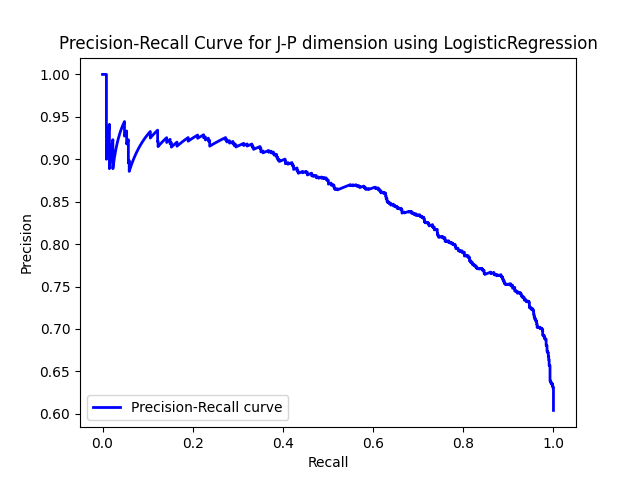 Precision-Recall Curve for J-P dimension using LogisticRegression
1.00
0.95
0.90
0.85
0.80
0.75
0.70
0.65
0.60
Precision
Precision-Recall curve
0.0 0.2 0.4 0.6 0.8 1.0
Recall